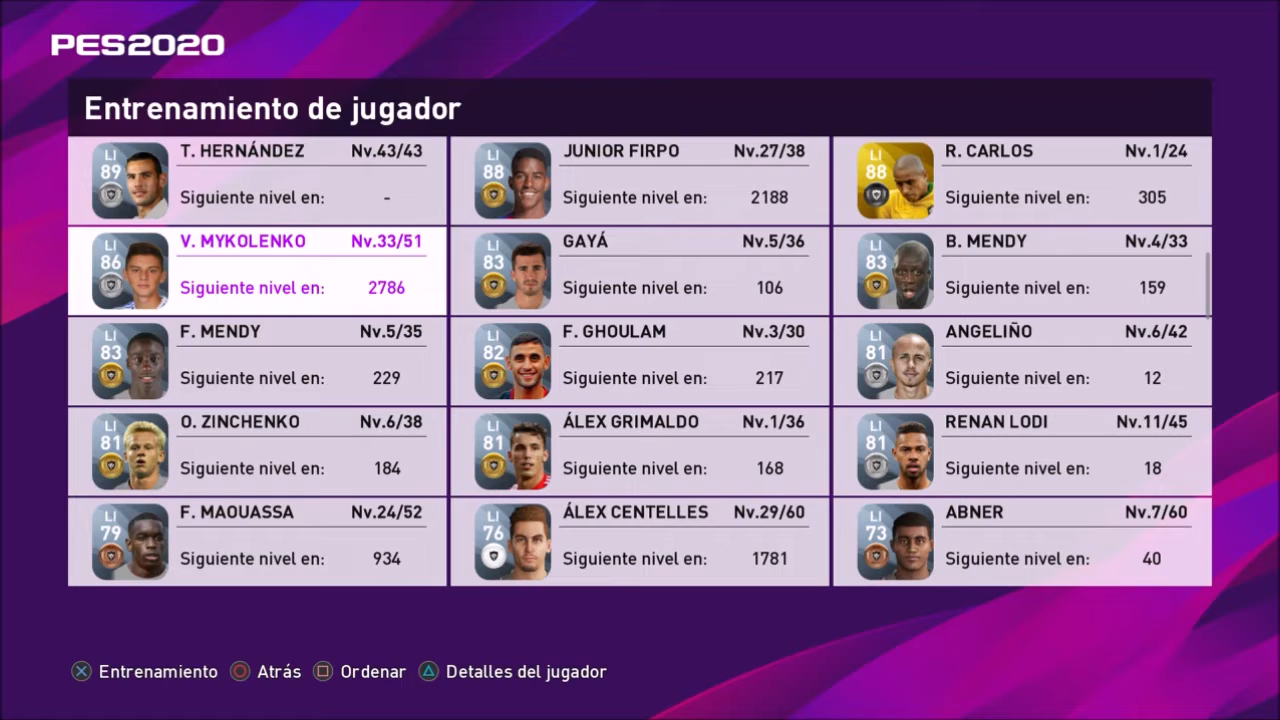 PES2020
Entrenamiento de jugador
LI 89 T. HERNÁNDEZ Nv.43/43
Siguiente nivel en: -
LI 88 JUNIOR FIRPO Nv.27/38
Siguiente nivel en: 2188
LI 88 R. CARLOS Nv.1/24
Siguiente nivel en: 305
LI 86 V. MYKOLENKO Nv.33/51
Siguiente nivel en: 2786
LI 83 GAYÁ Nv.5/36
Siguiente nivel en: 106
LI 83 B. MENDY Nv.4/33
Siguiente nivel en: 159
LI 83 F. MENDY Nv.5/35
Siguiente nivel en: 229
LI 82 F. GHOULAM Nv.3/30
Siguiente nivel en: 217
LI 81 ANGELIÑO Nv.6/42
Siguiente nivel en: 12
LI 81 O. ZINCHENKO Nv.6/38
Siguiente nivel en: 184
LI 81 ÁLEX GRIMALDO Nv.1/36
Siguiente nivel en: 168
LI 81 RENAN LODI Nv.11/45
Siguiente nivel en: 18
LI 79 F. MAOUASSA Nv.24/52
Siguiente nivel en: 934
LI 76 ÁLEX CENTELLES Nv.29/60
Siguiente nivel en: 1781
LI 73 ABNER Nv.7/60
Siguiente nivel en: 40
Entrenamiento Atrás Ordenar Detalles del jugador